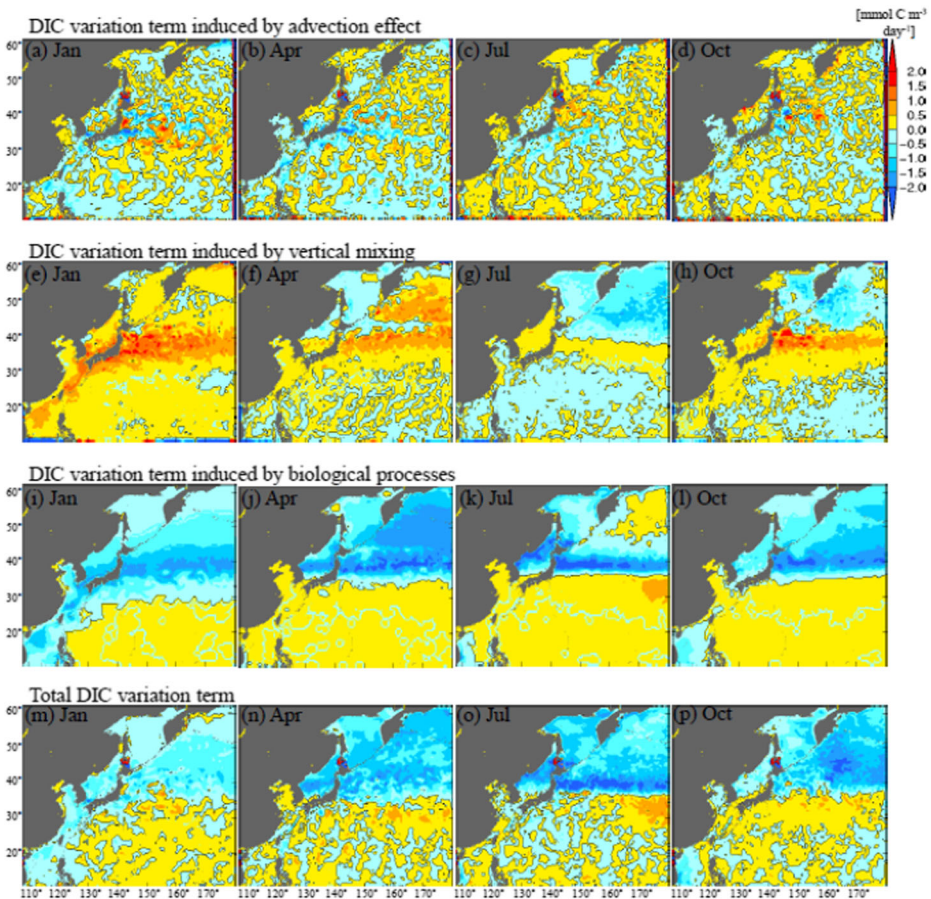 DIC variation term induced by advection effect
[mmol C m⁻³
day⁻¹]
(a) Jan (b) Apr (c) Jul (d) Oct
60°
50°
40°
30°
20°
2.0
1.5
1.0
0.5
0.0
-0.5
-1.0
-1.5
-2.0
DIC variation term induced by vertical mixing
(e) Jan (f) Apr (g) Jul (h) Oct
60°
50°
40°
30°
20°
DIC variation term induced by biological processes
(i) Jan (j) Apr (k) Jul (l) Oct
60°
50°
40°
30°
20°
Total DIC variation term
(m) Jan (n) Apr (o) Jul (p) Oct
60°
50°
40°
30°
20°
110° 120° 130° 140° 150° 160° 170° 110° 120° 130° 140° 150° 160° 170° 110° 120° 130° 140° 150° 160° 170° 110° 120° 130° 140° 150° 160° 170°